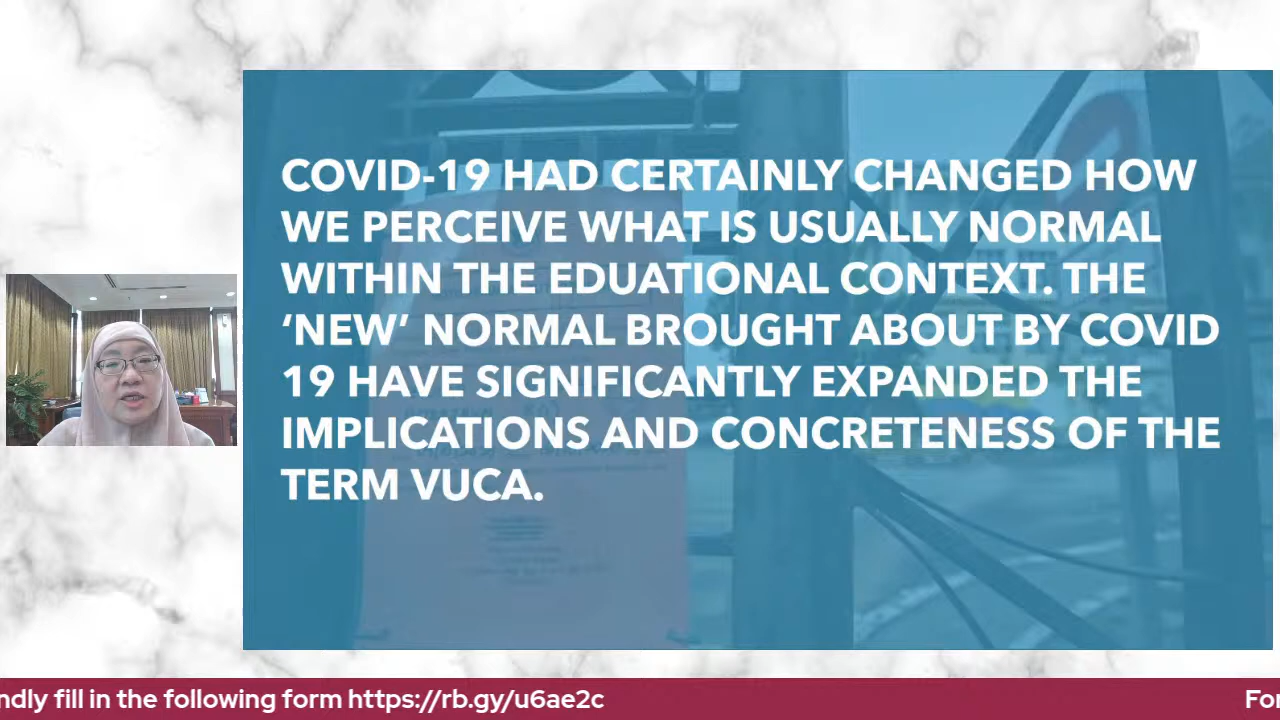 COVID-19 HAD CERTAINLY CHANGED HOW
WE PERCEIVE WHAT IS USUALLY NORMAL
WITHIN THE EDUATIONAL CONTEXT. THE
‘NEW’ NORMAL BROUGHT ABOUT BY COVID
19 HAVE SIGNIFICANTLY EXPANDED THE
IMPLICATIONS AND CONCRETENESS OF THE
TERM VUCA.
ndly fill in the following form https://rb.gy/u6ae2c
For